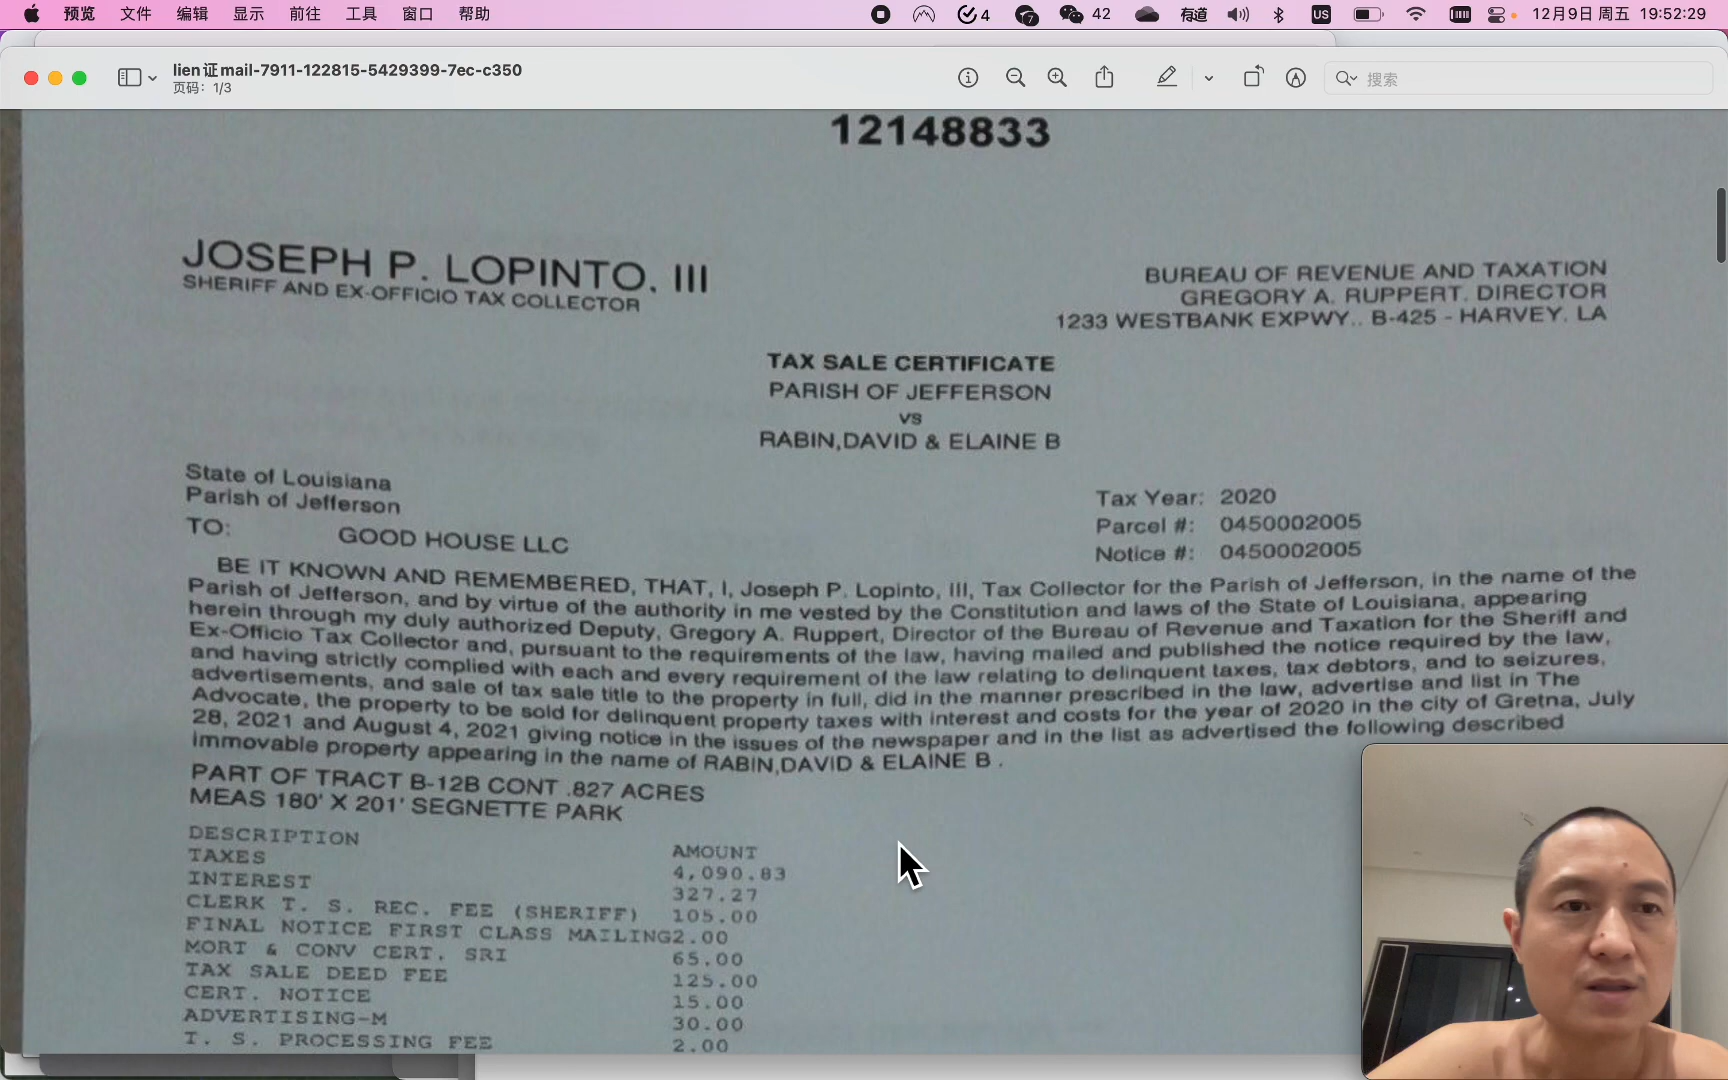 预览 文件 编辑 显示 前往 工具 窗口 帮助 4 7 42 有道 US 12月9日 周五 19:52:29
lien证mail-7911-122815-5429399-7ec-c350
页码: 1/3
搜索
12148833
JOSEPH P. LOPINTO, III
SHERIFF AND EX-OFFICIO TAX COLLECTOR
BUREAU OF REVENUE AND TAXATION
GREGORY A. RUPPERT. DIRECTOR
1233 WESTBANK EXPWY.. B-425 - HARVEY. LA
TAX SALE CERTIFICATE
PARISH OF JEFFERSON
vs
RABIN,DAVID & ELAINE B
State of Louisiana
Parish of Jefferson
TO: GOOD HOUSE LLC
Tax Year: 2020
Parcel #: 0450002005
Notice #: 0450002005
BE IT KNOWN AND REMEMBERED, THAT, I, Joseph P. Lopinto, III, Tax Collector for the Parish of Jefferson, in the name of the
Parish of Jefferson, and by virtue of the authority in me vested by the Constitution and laws of the State of Louisiana, appearing
herein through my duly authorized Deputy, Gregory A. Ruppert, Director of the Bureau of Revenue and Taxation for the Sheriff and
Ex-Officio Tax Collector and, pursuant to the requirements of the law, having mailed and published the notice required by the law,
and having strictly complied with each and every requirement of the law relating to delinquent taxes, tax debtors, and to seizures,
advertisements, and sale of tax sale title to the property in full, did in the manner prescribed in the law, advertise and list in The
Advocate, the property to be sold for delinquent property taxes with interest and costs for the year of 2020 in the city of Gretna, July
28, 2021 and August 4, 2021 giving notice in the issues of the newspaper and in the list as advertised the following described
immovable property appearing in the name of RABIN,DAVID & ELAINE B .
PART OF TRACT B-12B CONT .827 ACRES
MEAS 180' X 201' SEGNETTE PARK
DESCRIPTION AMOUNT
TAXES 4,090.83
INTEREST 327.27
CLERK T. S. REC. FEE (SHERIFF) 105.00
FINAL NOTICE FIRST CLASS MAILING2.00
MORT & CONV CERT. SRI 65.00
TAX SALE DEED FEE 125.00
CERT. NOTICE 15.00
ADVERTISING-M 30.00
T. S. PROCESSING FEE 2.00